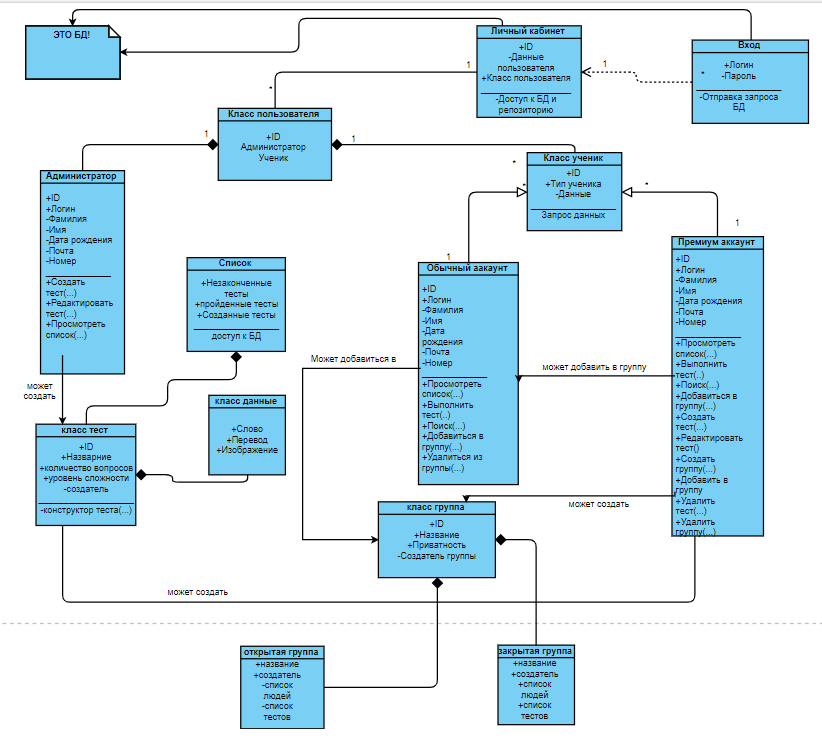 ЭТО БД!
Личный кабинет
+ID
-Данные
пользователя
+Класс пользователя
-Доступ к БД и
репозиторию
Вход
+Логин
-Пароль
-Отправка запроса
БД
1
*
1
*
Класс пользователя
+ID
Администратор
Ученик
1
1
*
Класс ученик
+ID
+Тип ученика
-Данные
Запрос данных
*
*
1
1
Администратор
+ID
+Логин
-Фамилия
-Имя
-Дата рождения
-Почта
-Номер
+Создать
тест(...)
+Редактировать
тест(...)
+Просмотреть
список(...)
Список
+Незаконченные
тесты
+пройденные тесты
+Созданные тесты
доступ к БД
Обычный аакаунт
+ID
+Логин
-Фамилия
-Имя
-Дата
рождения
-Почта
-Номер
+Просмотреть
список(...)
+Выполнить
тест(..)
+Поиск(...)
+Добавиться в
группу(...)
+Удалиться из
группы(...)
Премиум аккаунт
+ID
+Логин
-Фамилия
-Имя
-Дата рождения
-Почта
-Номер
+Просмотреть
список(...)
+Выполнить
тест(..)
+Поиск(...)
+Добавиться в
группу(...)
+Создать
тест(...)
+Редактировать
тест()
+Создать
группу(...)
+Добавить в
группу
+Удалить
тест(...)
+Удалить
группу(...)
Может добавиться в
может добавить в группу
может
создать
класс тест
+ID
+Назварние
+количество вопросов
+уровень сложности
-создатель
-конструктор теста(...)
класс данные
+Слово
+Перевод
+Изображение
может создать
класс группа
+ID
+Название
+Приватность
-Создатель группы
может создать
открытая группа
+название
+создатель
-список
людей
-список
тестов
закрытая группа
+название
+создатель
+список
людей
+список
тестов